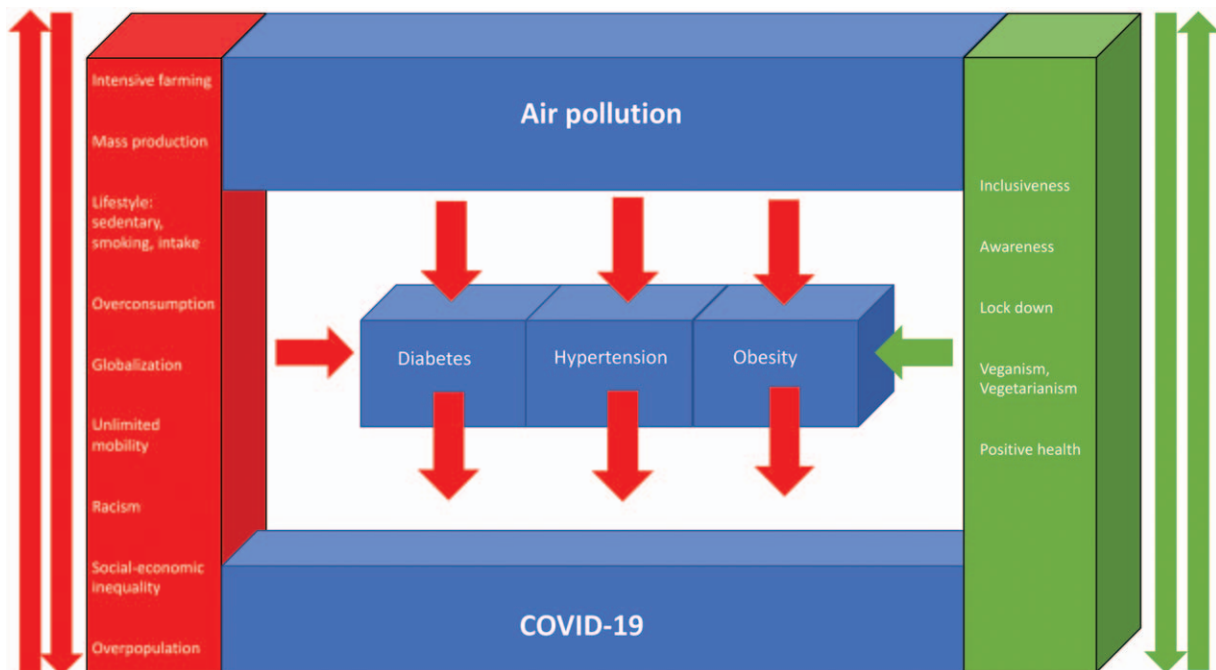 Intensive farming
Mass production
Lifestyle:
sedentary,
smoking, intake
Overconsumption
Globalization
Unlimited
mobility
Racism
Social-economic
inequality
Overpopulation
Air pollution
Diabetes
Hypertension
Obesity
COVID-19
Inclusiveness
Awareness
Lock down
Veganism,
Vegetarianism
Positive health